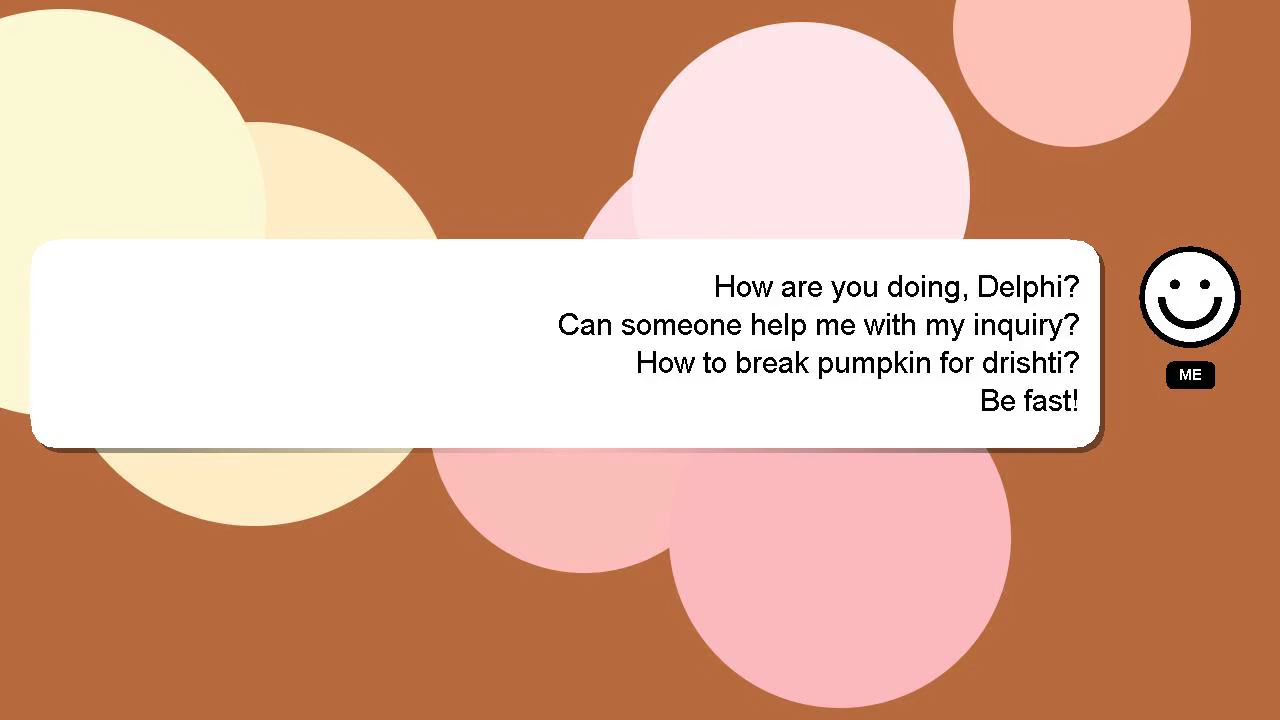 How are you doing, Delphi?
Can someone help me with my inquiry?
How to break pumpkin for drishti?
Be fast!
ME